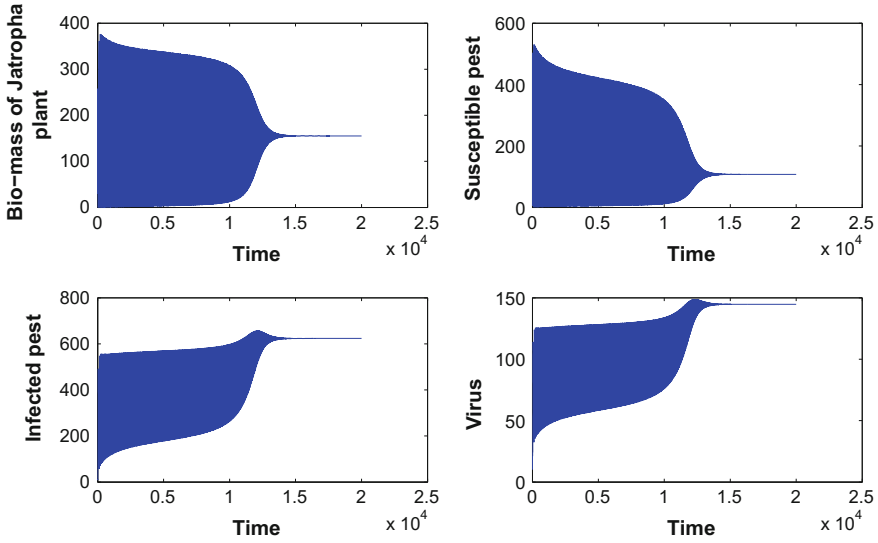 Bio-mass of Jatropha
plant
400
300
200
100
0
0 0.5 1 1.5 2 2.5
Time
x 10^4
Susceptible pest
600
400
200
0
0 0.5 1 1.5 2 2.5
Time
x 10^4
Infected pest
800
600
400
200
0
0 0.5 1 1.5 2 2.5
Time
x 10^4
Virus
150
100
50
0
0 0.5 1 1.5 2 2.5
Time
x 10^4